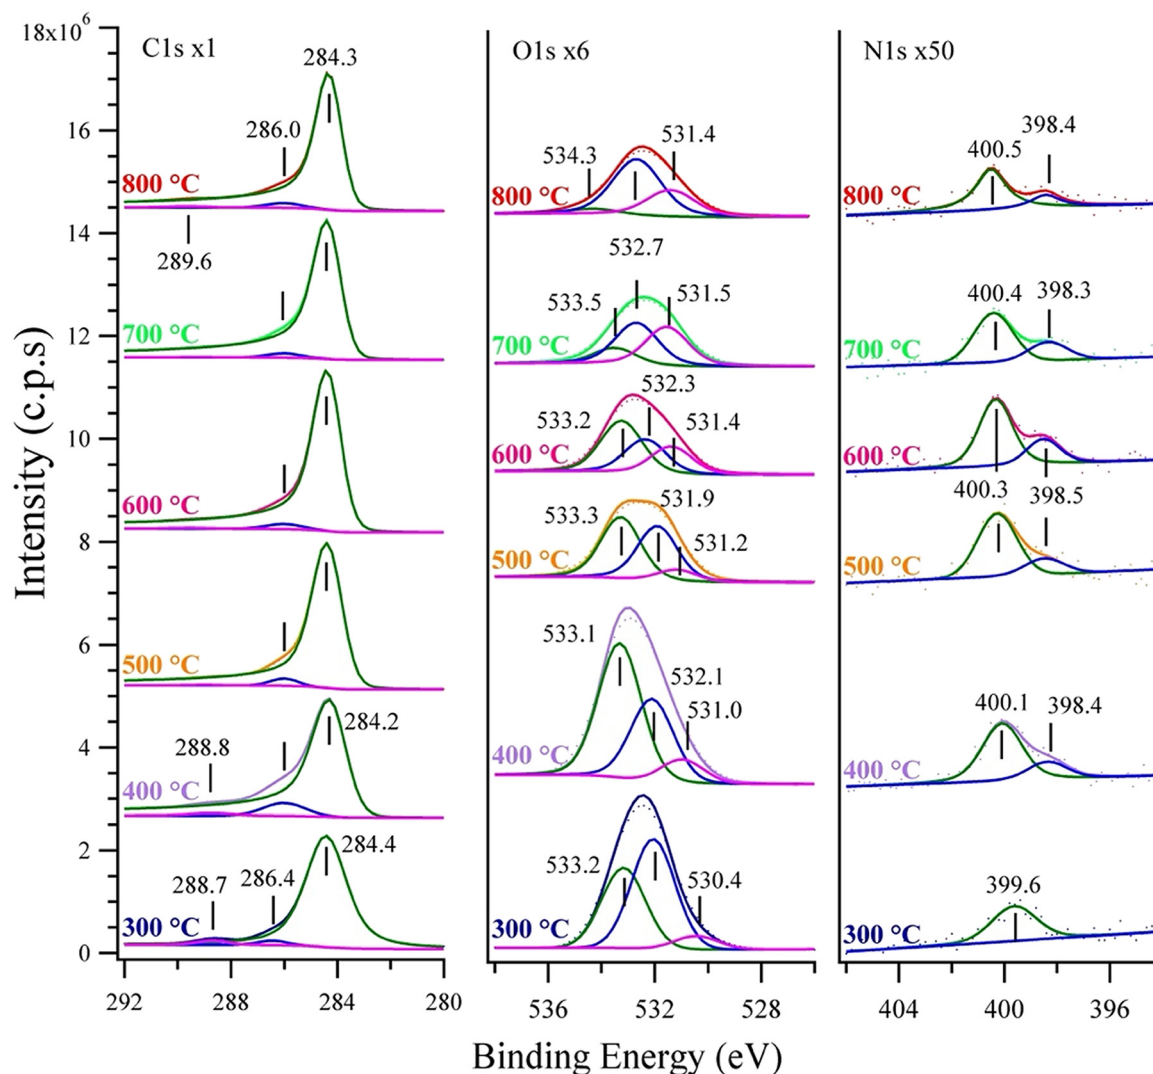 18x10⁶
C1s x1
284.3
286.0
800 °C
16
14
289.6
700 °C
12
10
600 °C
8
500 °C
6
284.2
288.8
400 °C
4
2
284.4
288.7
286.4
300 °C
0
292
288
284
280
O1s x6
534.3
531.4
800 °C
532.7
533.5
531.5
700 °C
532.3
533.2
531.4
600 °C
531.9
533.3
531.2
500 °C
533.1
532.1
531.0
400 °C
533.2
530.4
300 °C
536
532
528
N1s x50
398.4
400.5
800 °C
400.4
398.3
700 °C
600 °C
400.3
398.5
500 °C
400.1
398.4
400 °C
399.6
300 °C
404
400
396
Intensity (c.p.s)
Binding Energy (eV)